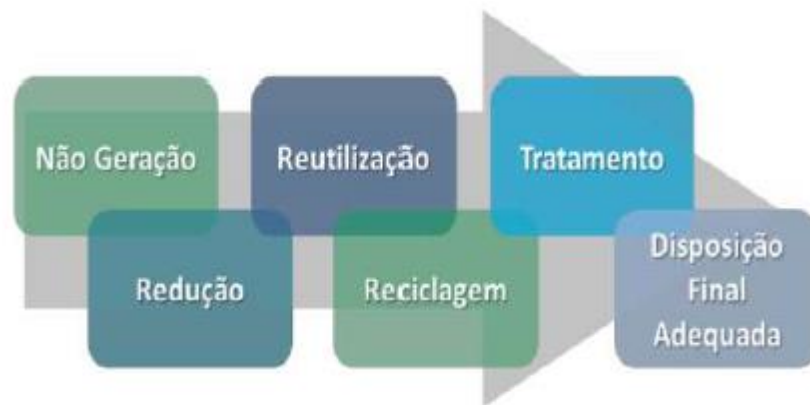 Não Geração
Redução
Reutilização
Reciclagem
Tratamento
Disposição
Final
Adequada